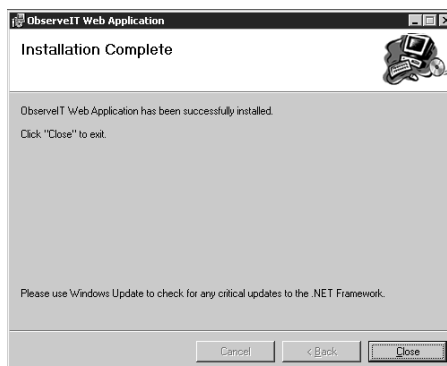 ObserveIT Web Application
Installation Complete
ObserveIT Web Application has been successfully installed.
Click "Close" to exit.
Please use Windows Update to check for any critical updates to the .NET Framework.
Cancel
< Back
Close